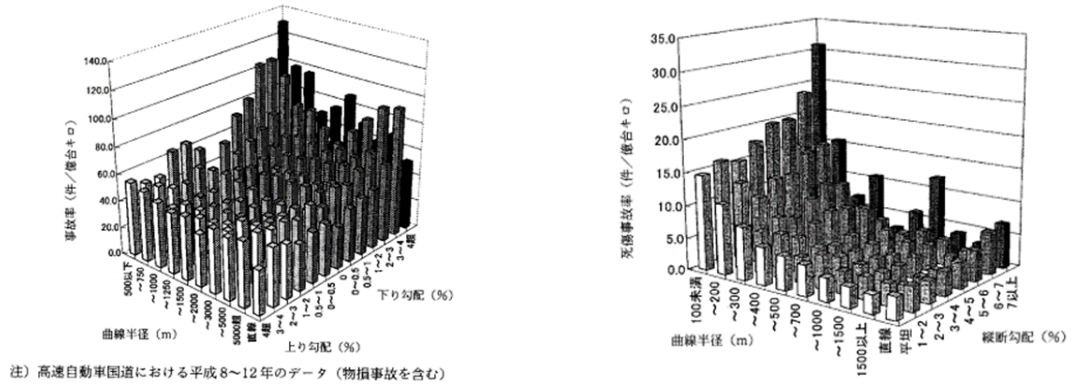 140.0
120.0
100.0
80.0
60.0
40.0
20.0
0.0
事故率（件／億台キロ）
500以下
～750
～1000
～1250
～1500
～2000
～3000
～5000
5000超
直線
曲線半径（m）
4超
3～4
2～3
1～2
0.5～1
0～0.5
0
0～0.5
0.5～1
1～2
2～3
3～4
4超
上り勾配（%）
下り勾配（%）
注）高速自動車国道における平成8～12年のデータ（物損事故を含む）
35.0
30.0
25.0
20.0
15.0
10.0
5.0
0.0
死傷事故率（件／億台キロ）
100未満
～200
～300
～400
～500
～700
～1000
～1500
1500以上
直線
曲線半径（m）
平坦
1～2
2～3
3～4
4～5
5～6
6～7
7以上
縦断勾配（%）